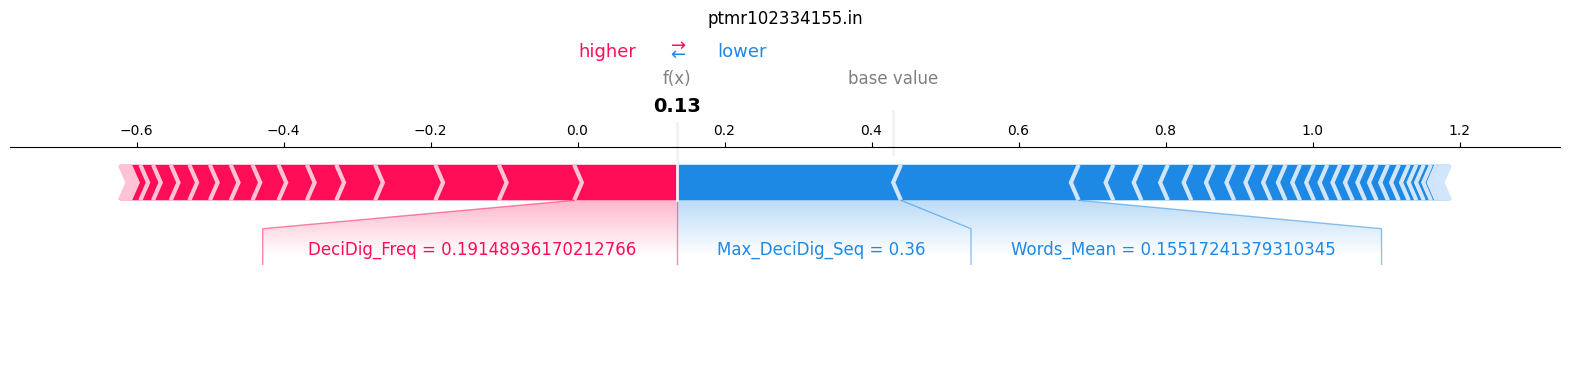 ptmr102334155.in
higher → ← lower
f(x) base value
0.13
−0.6 −0.4 −0.2 0.0 0.2 0.4 0.6 0.8 1.0 1.2
DeciDig_Freq = 0.19148936170212766 Max_DeciDig_Seq = 0.36 Words_Mean = 0.15517241379310345